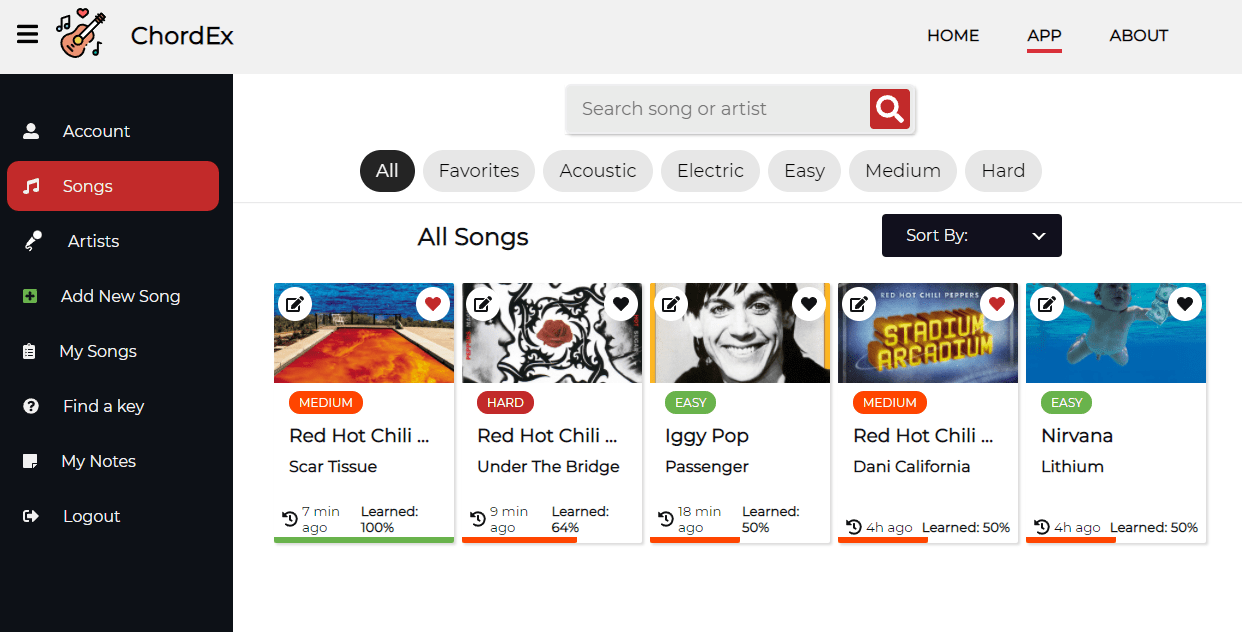 ChordEx
HOME
APP
ABOUT
Account
Songs
Artists
Add New Song
My Songs
Find a key
My Notes
Logout
Search song or artist
All
Favorites
Acoustic
Electric
Easy
Medium
Hard
All Songs
Sort By:
MEDIUM
Red Hot Chili ...
Scar Tissue
7 min
ago
Learned:
100%
HARD
Red Hot Chili ...
Under The Bridge
9 min
ago
Learned:
64%
EASY
Iggy Pop
Passenger
18 min
ago
Learned:
50%
RED HOT CHILI PEPPERS
STADIUM
ARCADIUM
MEDIUM
Red Hot Chili ...
Dani California
4h ago
Learned: 50%
EASY
Nirvana
Lithium
4h ago
Learned: 50%